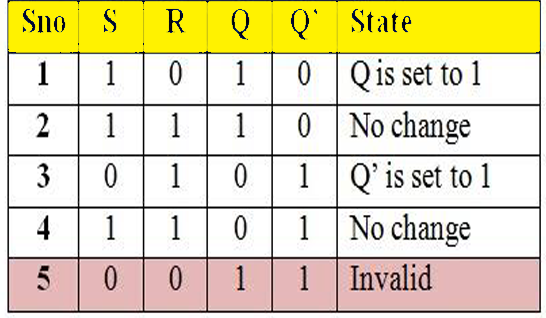 Sno S R Q Q` State
1 1 0 1 0 Q is set to 1
2 1 1 1 0 No change
3 0 1 0 1 Q’ is set to 1
4 1 1 0 1 No change
5 0 0 1 1 Invalid